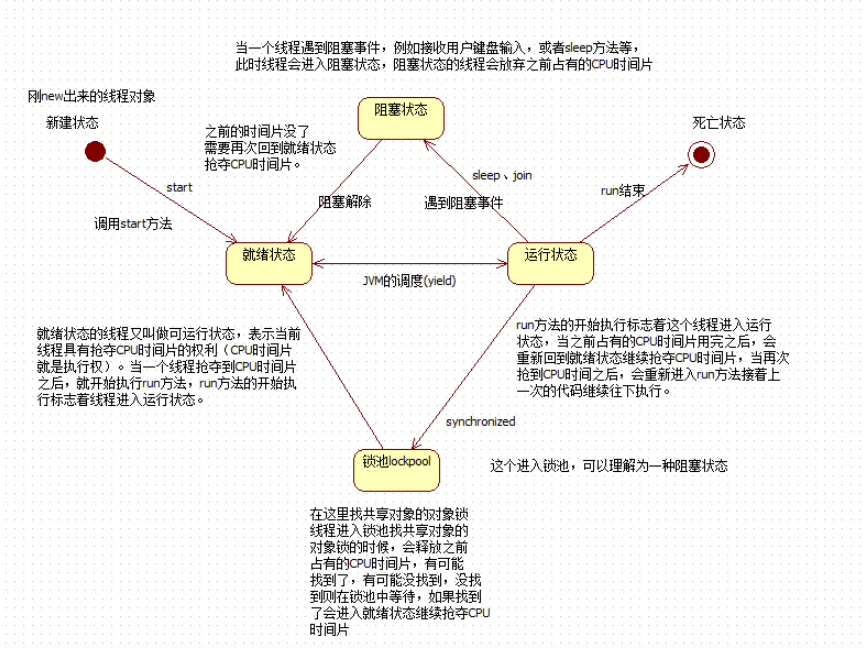 当一个线程遇到阻塞事件，例如接收用户键盘输入，或者sleep方法等，
此时线程会进入阻塞状态，阻塞状态的线程会放弃之前占有的CPU时间片
刚new出来的线程对象
新建状态
阻塞状态
死亡状态
之前的时间片没了
需要再次回到就绪状态
抢夺CPU时间片。
start
sleep、join
run结束
阻塞解除
遇到阻塞事件
调用start方法
就绪状态
运行状态
JVM的调度(yield)
就绪状态的线程又叫做可运行状态，表示当前
线程具有抢夺CPU时间片的权利（CPU时间片
就是执行权）。当一个线程抢夺到CPU时间片
之后，就开始执行run方法，run方法的开始执
行标志着线程进入运行状态。
run方法的开始执行标志着这个线程进入运行
状态，当之前占有的CPU时间片用完之后，会
重新回到就绪状态继续抢夺CPU时间片，当再次
抢到CPU时间之后，会重新进入run方法接着上
一次的代码继续往下执行。
synchronized
锁池lockpool
这个进入锁池，可以理解为一种阻塞状态
在这里找共享对象的对象锁
线程进入锁池找共享对象的
对象锁的时候，会释放之前
占有的CPU时间片，有可能
找到了，有可能没找到，没找
到则在锁池中等待，如果找到
了会进入就绪状态继续抢夺CPU
时间片